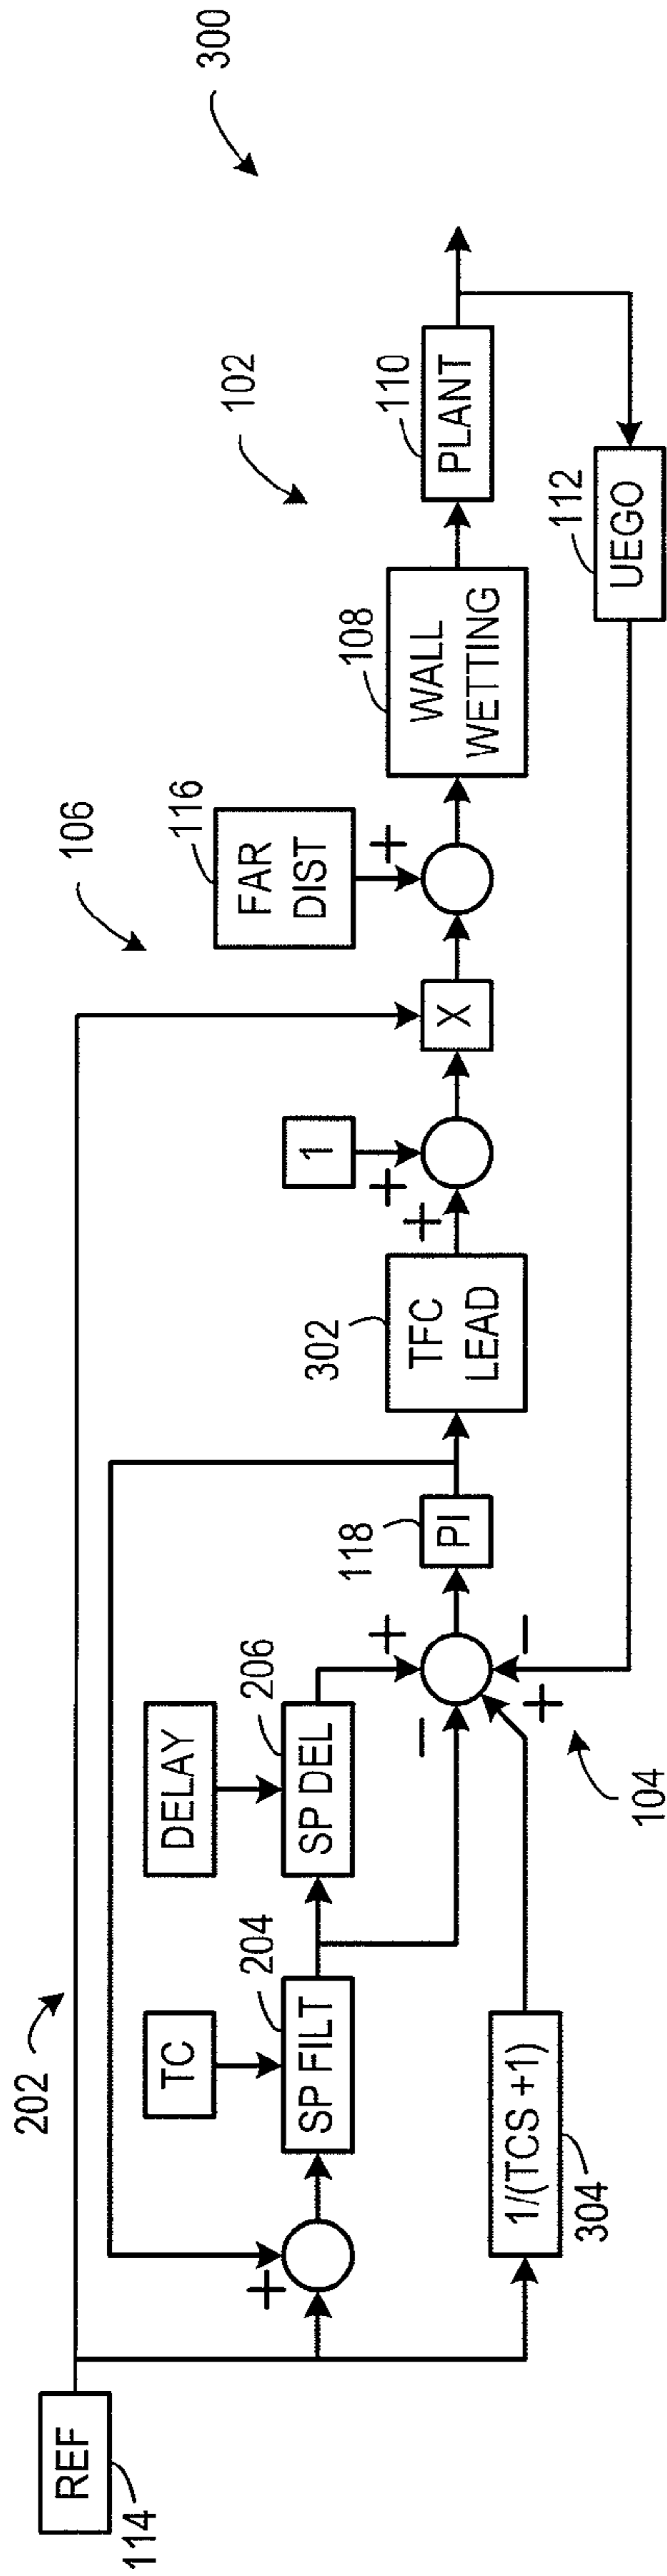 300
102
106
202
REF
114
TC
SP FILT
204
DELAY
SP DEL
206
+
+
-
-
+
1/(TCS +1)
304
104
PI
118
TFC
LEAD
302
1
+
+
X
FAR
DIST
116
+
WALL
WETTING
108
PLANT
110
UEGO
112